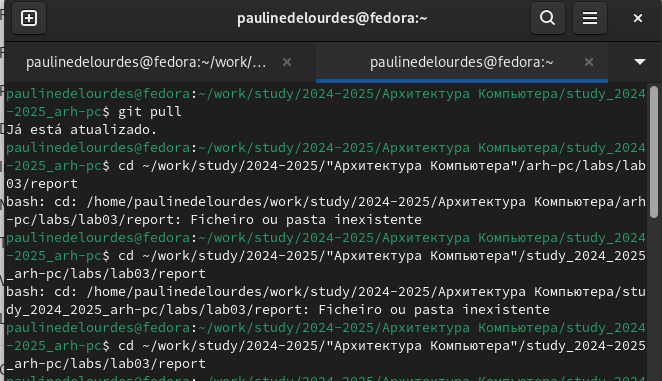 paulinedelourdes@fedora:~
paulinedelourdes@fedora:~/work/...
paulinedelourdes@fedora:~
paulinedelourdes@fedora:~/work/study/2024-2025/Архитектура Компьютера/study_2024
-2025_arh-pc$ git pull
Já está atualizado.
paulinedelourdes@fedora:~/work/study/2024-2025/Архитектура Компьютера/study_2024
-2025_arh-pc$ cd ~/work/study/2024-2025/"Архитектура Компьютера"/arh-pc/labs/lab
03/report
bash: cd: /home/paulinedelourdes/work/study/2024-2025/Архитектура Компьютера/arh
-pc/labs/lab03/report: Ficheiro ou pasta inexistente
paulinedelourdes@fedora:~/work/study/2024-2025/Архитектура Компьютера/study_2024
-2025_arh-pc$ cd ~/work/study/2024-2025/"Архитектура Компьютера"/study_2024_2025
_arh-pc/labs/lab03/report
bash: cd: /home/paulinedelourdes/work/study/2024-2025/Архитектура Компьютера/stu
dy_2024_2025_arh-pc/labs/lab03/report: Ficheiro ou pasta inexistente
paulinedelourdes@fedora:~/work/study/2024-2025/Архитектура Компьютера/study_2024
-2025_arh-pc$ cd ~/work/study/2024-2025/"Архитектура Компьютера"/study_2024-2025
_arh-pc/labs/lab03/report